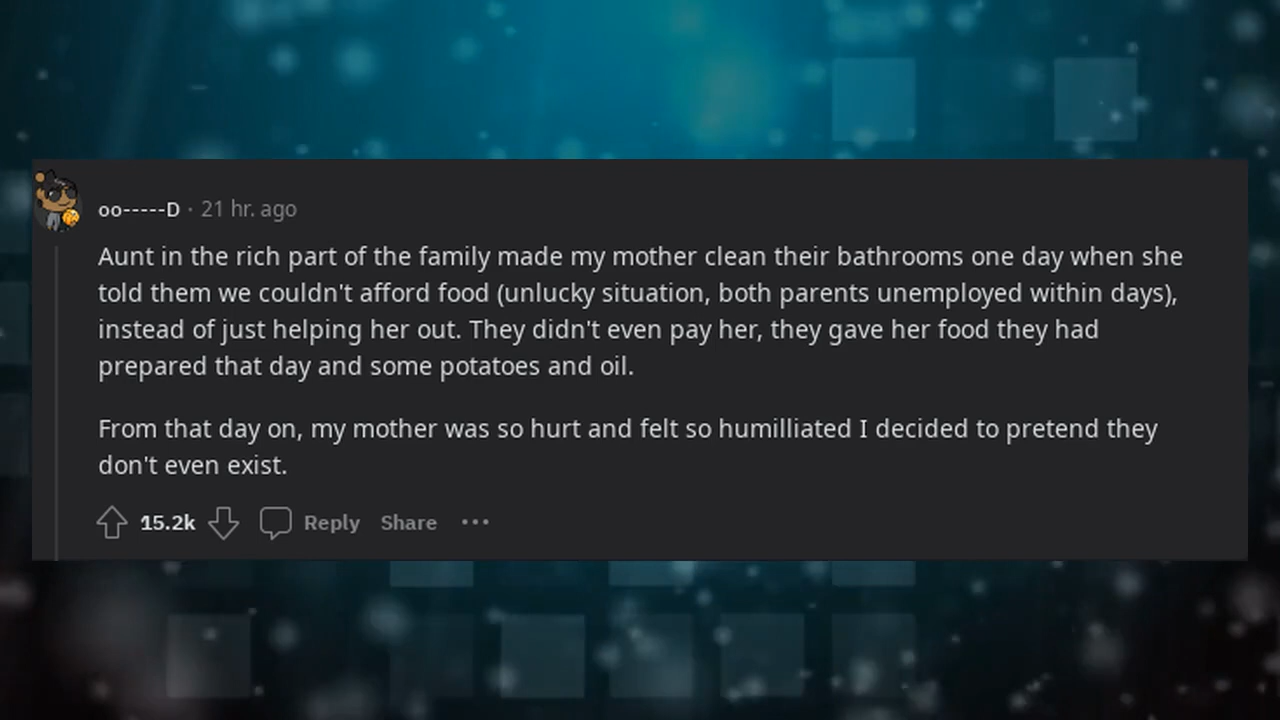 oo-----D · 21 hr. ago
Aunt in the rich part of the family made my mother clean their bathrooms one day when she
told them we couldn't afford food (unlucky situation, both parents unemployed within days),
instead of just helping her out. They didn't even pay her, they gave her food they had
prepared that day and some potatoes and oil.
From that day on, my mother was so hurt and felt so humilliated I decided to pretend they
don't even exist.
15.2k Reply Share ···